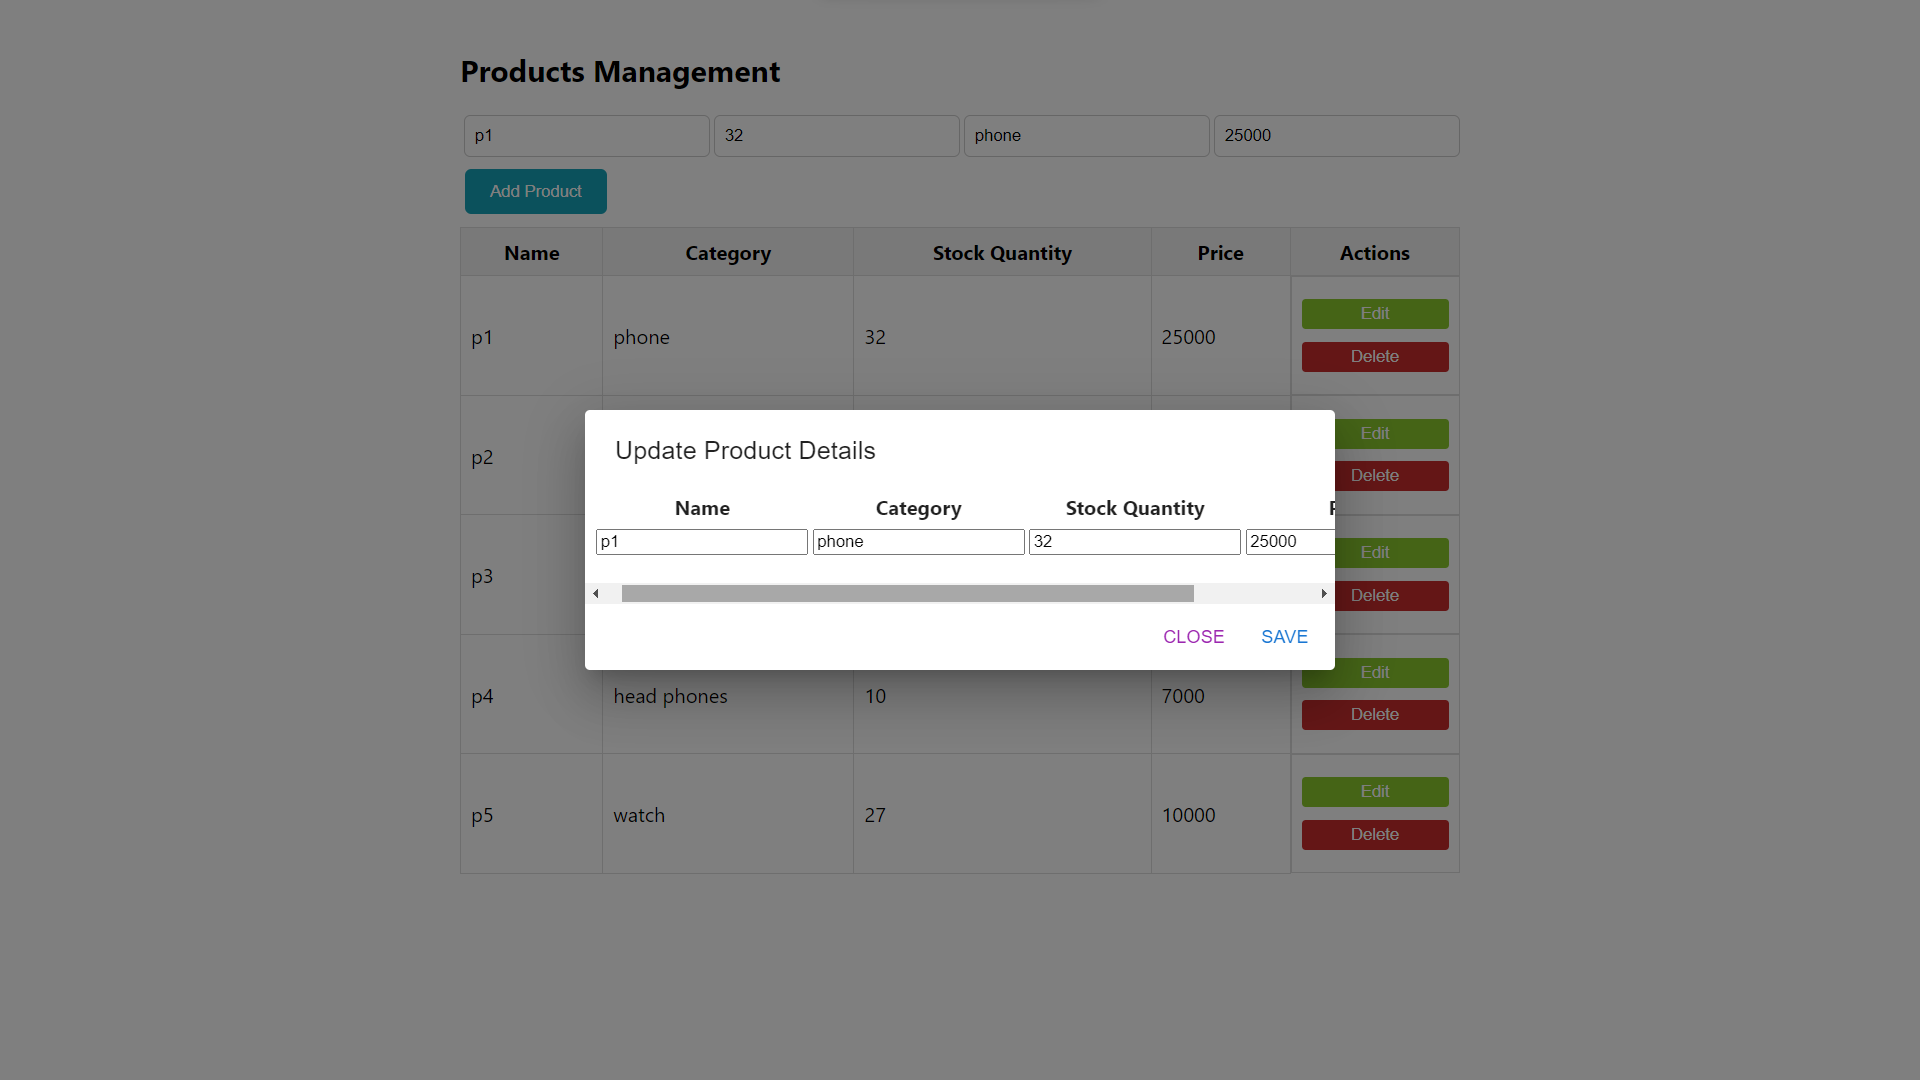 Products Management
p1 32 phone 25000
Add Product
Name Category Stock Quantity Price Actions
p1 phone 32 25000 Edit
Delete
p2 Edit
Delete
Update Product Details
Name Category Stock Quantity
p1 phone 32 25000
CLOSE SAVE
p3 Edit
Delete
p4 head phones 10 7000 Edit
Delete
p5 watch 27 10000 Edit
Delete